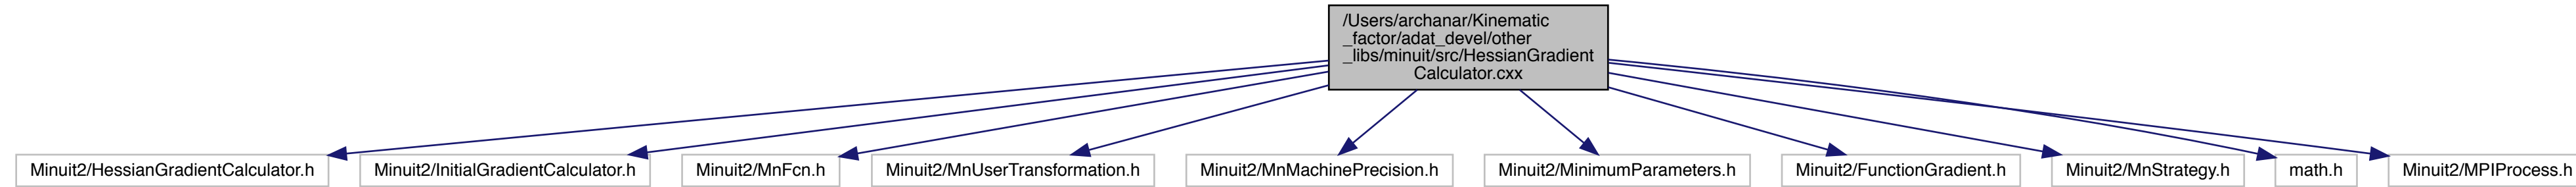 /Users/archanar/Kinematic
_factor/adat_devel/other
_libs/minuit/src/HessianGradient
Calculator.cxx
Minuit2/HessianGradientCalculator.h
Minuit2/InitialGradientCalculator.h
Minuit2/MnFcn.h
Minuit2/MnUserTransformation.h
Minuit2/MnMachinePrecision.h
Minuit2/MinimumParameters.h
Minuit2/FunctionGradient.h
Minuit2/MnStrategy.h
math.h
Minuit2/MPIProcess.h